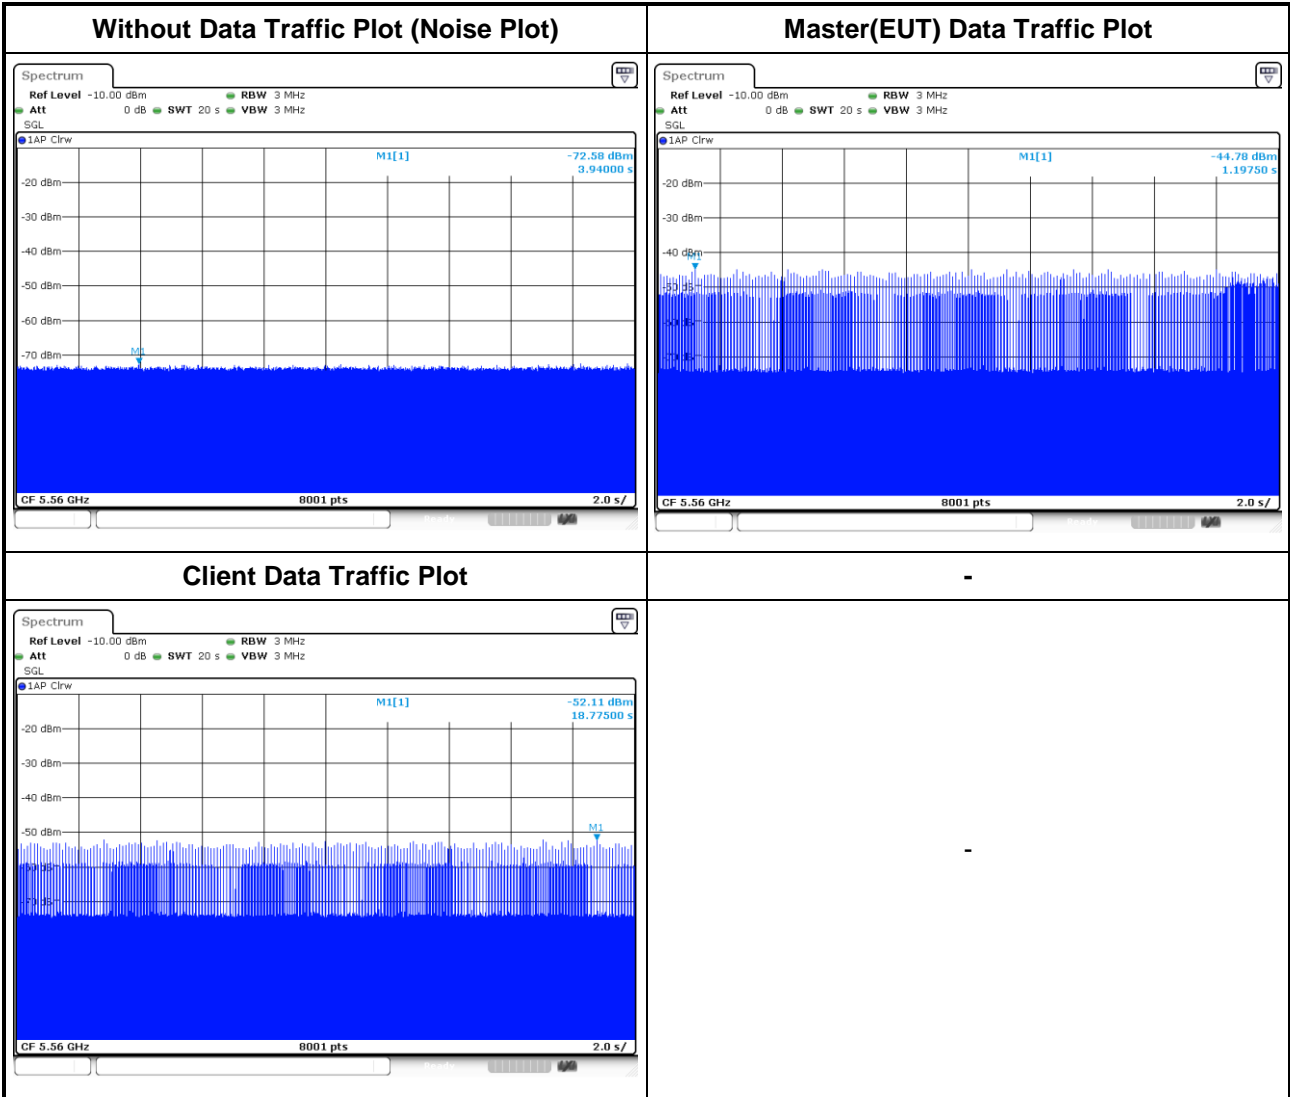 Without Data Traffic Plot (Noise Plot)
Spectrum
Ref Level -10.00 dBm RBW 3 MHz
Att 0 dB SWT 20 s VBW 3 MHz
SGL
1AP Clrw
M1[1] -72.58 dBm
3.94000 s
-20 dBm
-30 dBm
-40 dBm
-50 dBm
-60 dBm
-70 dBm
M1
CF 5.56 GHz 8001 pts 2.0 s/
Ready
Master(EUT) Data Traffic Plot
Spectrum
Ref Level -10.00 dBm RBW 3 MHz
Att 0 dB SWT 20 s VBW 3 MHz
SGL
1AP Clrw
M1[1] -44.78 dBm
1.19750 s
-20 dBm
-30 dBm
-40 dBm
M1
CF 5.56 GHz 8001 pts 2.0 s/
Ready
Client Data Traffic Plot
Spectrum
Ref Level -10.00 dBm RBW 3 MHz
Att 0 dB SWT 20 s VBW 3 MHz
SGL
1AP Clrw
M1[1] -52.11 dBm
18.77500 s
-20 dBm
-30 dBm
-40 dBm
-50 dBm
M1
CF 5.56 GHz 8001 pts 2.0 s/
Ready
-
-